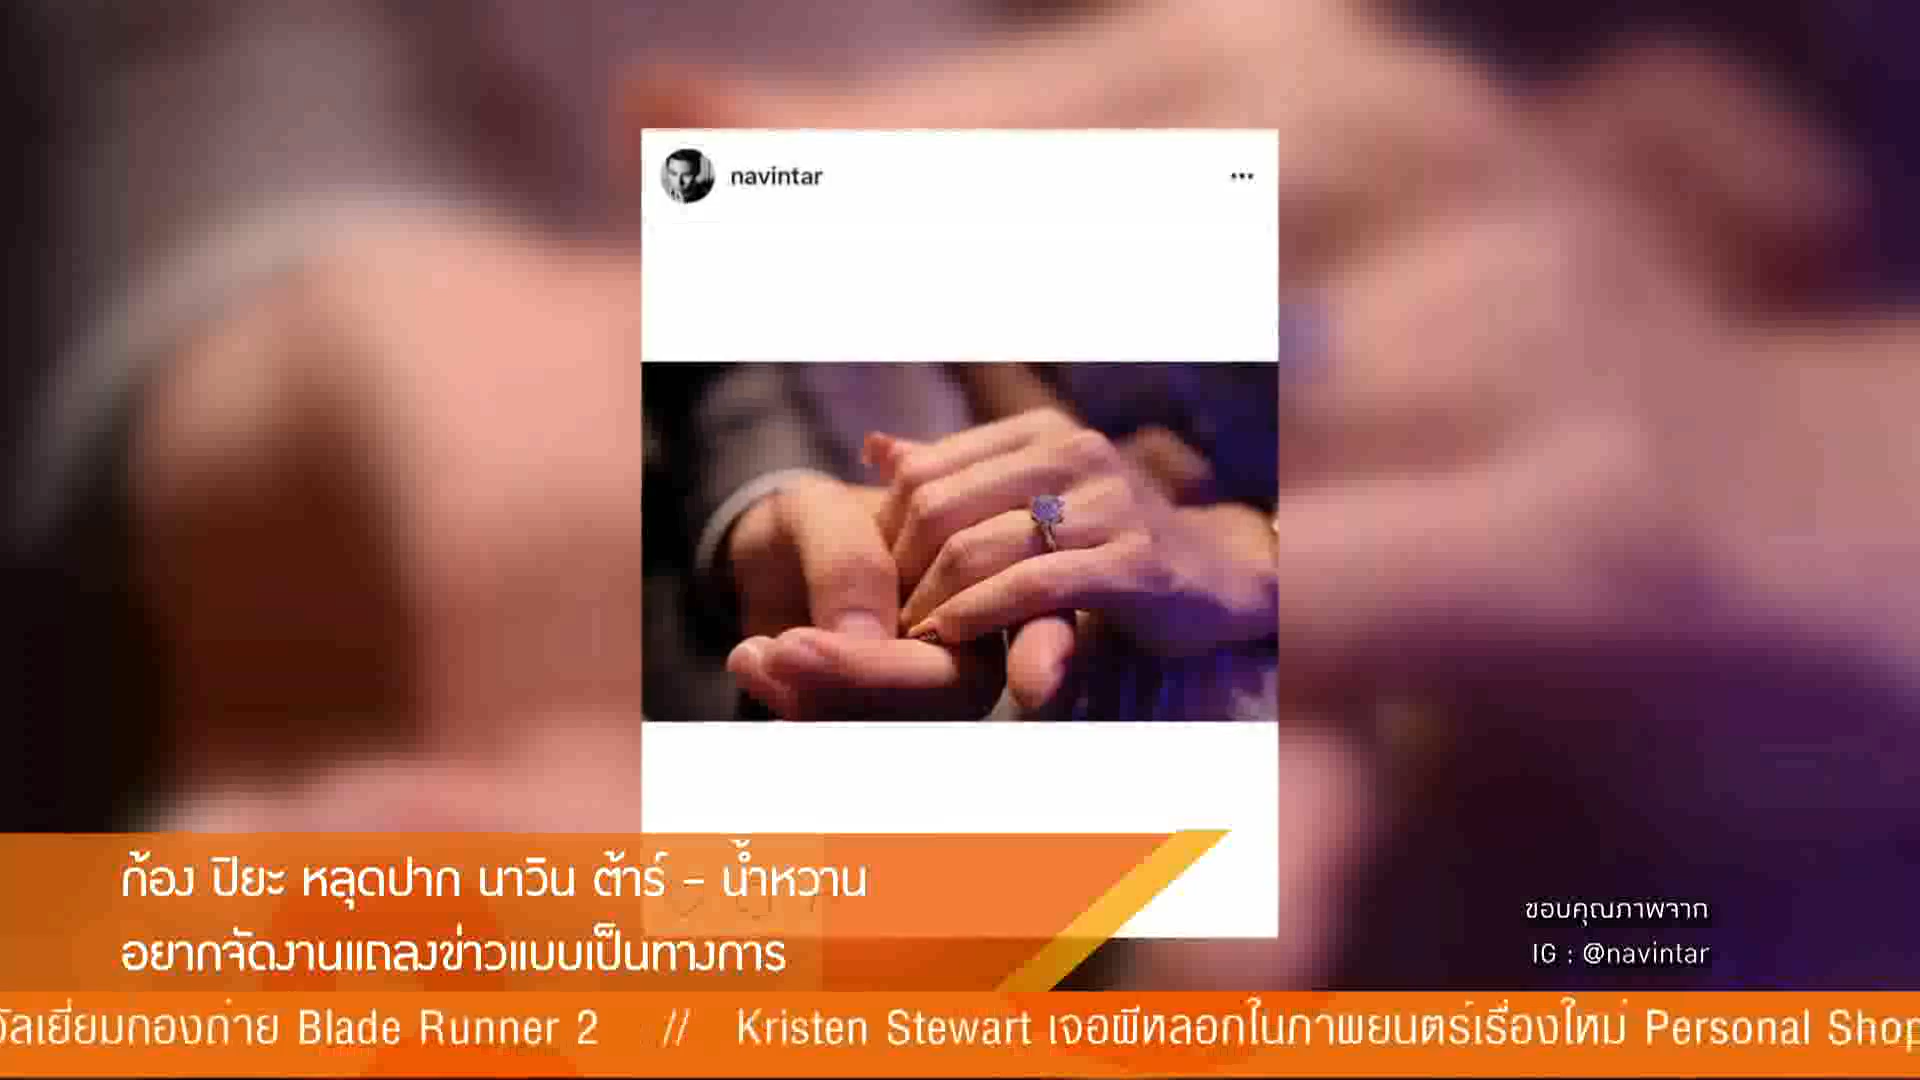 navintar
ก้อง ปิยะ หลุดปาก นาวิน ต้าร์ - น้ำหวาน
อยากจัดงานแถลงข่าวแบบเป็นทางการ
ขอบคุณภาพจาก
IG : @navintar
ลเยี่ยมกองถ่าย Blade Runner 2 // Kristen Stewart เจอผีหลอกในภาพยนตร์เรื่องใหม่ Personal Shop